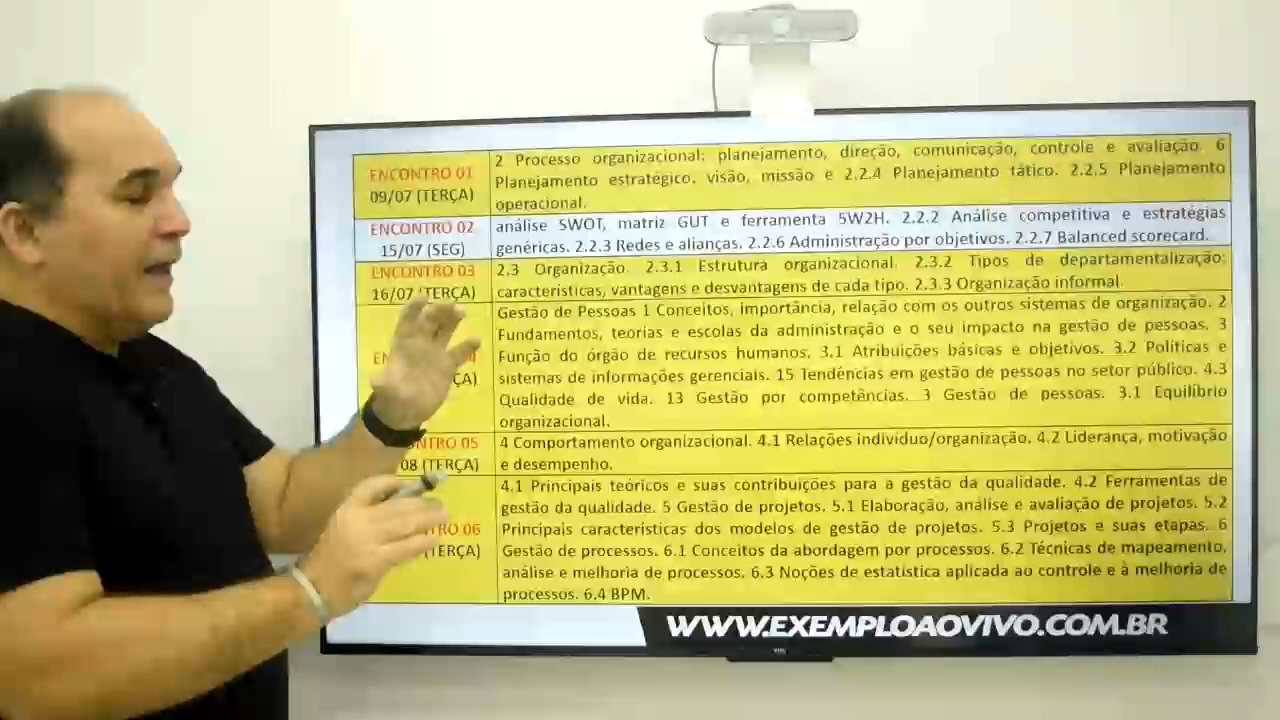 ENCONTRO 01
09/07 (TERÇA)
2 Processo organizacional: planejamento, direção, comunicação, controle e avaliação. 6
Planejamento estratégico, visão, missão e 2.2.4 Planejamento tático. 2.2.5 Planejamento
operacional.
ENCONTRO 02
15/07 (SEG)
análise SWOT, matriz GUT e ferramenta 5W2H. 2.2.2 Análise competitiva e estratégias
genéricas. 2.2.3 Redes e alianças. 2.2.6 Administração por objetivos. 2.2.7 Balanced scorecard.
ENCONTRO 03
16/07 (TERÇA)
2.3 Organização. 2.3.1 Estrutura organizacional. 2.3.2 Tipos de departamentalização:
características, vantagens e desvantagens de cada tipo. 2.3.3 Organização informal.
Gestão de Pessoas 1 Conceitos, importância, relação com os outros sistemas de organização. 2
Fundamentos, teorias e escolas da administração e o seu impacto na gestão de pessoas. 3
Função do órgão de recursos humanos. 3.1 Atribuições básicas e objetivos. 3.2 Políticas e
sistemas de informações gerenciais. 15 Tendências em gestão de pessoas no setor público. 4.3
Qualidade de vida. 13 Gestão por competências. 3 Gestão de pessoas. 3.1 Equilíbrio
organizacional.
NTRO 05
08 (TERÇA)
4 Comportamento organizacional. 4.1 Relações indivíduo/organização. 4.2 Liderança, motivação
e desempenho.
06
(TERÇA)
4.1 Principais teóricos e suas contribuições para a gestão da qualidade. 4.2 Ferramentas de
gestão da qualidade. 5 Gestão de projetos. 5.1 Elaboração, análise e avaliação de projetos. 5.2
Principais características dos modelos de gestão de projetos. 5.3 Projetos e suas etapas. 6
Gestão de processos. 6.1 Conceitos da abordagem por processos. 6.2 Técnicas de mapeamento,
análise e melhoria de processos. 6.3 Noções de estatística aplicada ao controle e à melhoria de
processos. 6.4 BPM.
WWW.EXEMPLOAOVIVO.COM.BR